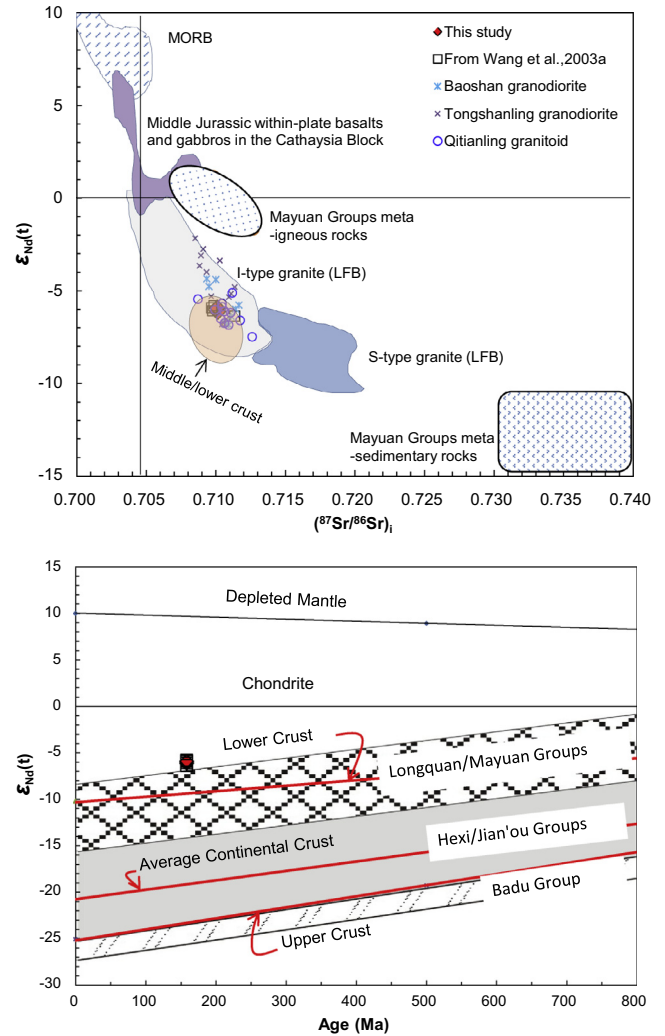 10
5
0
-5
-10
-15
εNd(t)
MORB
This study
From Wang et al.,2003a
Baoshan granodiorite
Tongshanling granodiorite
Qitianling granitoid
Middle Jurassic within-plate basalts
and gabbros in the Cathaysia Block
Mayuan Groups meta
-igneous rocks
I-type granite (LFB)
S-type granite (LFB)
Middle/lower crust
Mayuan Groups meta
-sedimentary rocks
0.700 0.705 0.710 0.715 0.720 0.725 0.730 0.735 0.740
(⁸⁷Sr/⁸⁶Sr)i
15
10
5
0
-5
-10
-15
-20
-25
-30
εNd(t)
Depleted Mantle
Chondrite
Lower Crust
Longquan/Mayuan Groups
Hexi/Jian'ou Groups
Average Continental Crust
Badu Group
Upper Crust
0 100 200 300 400 500 600 700 800
Age (Ma)